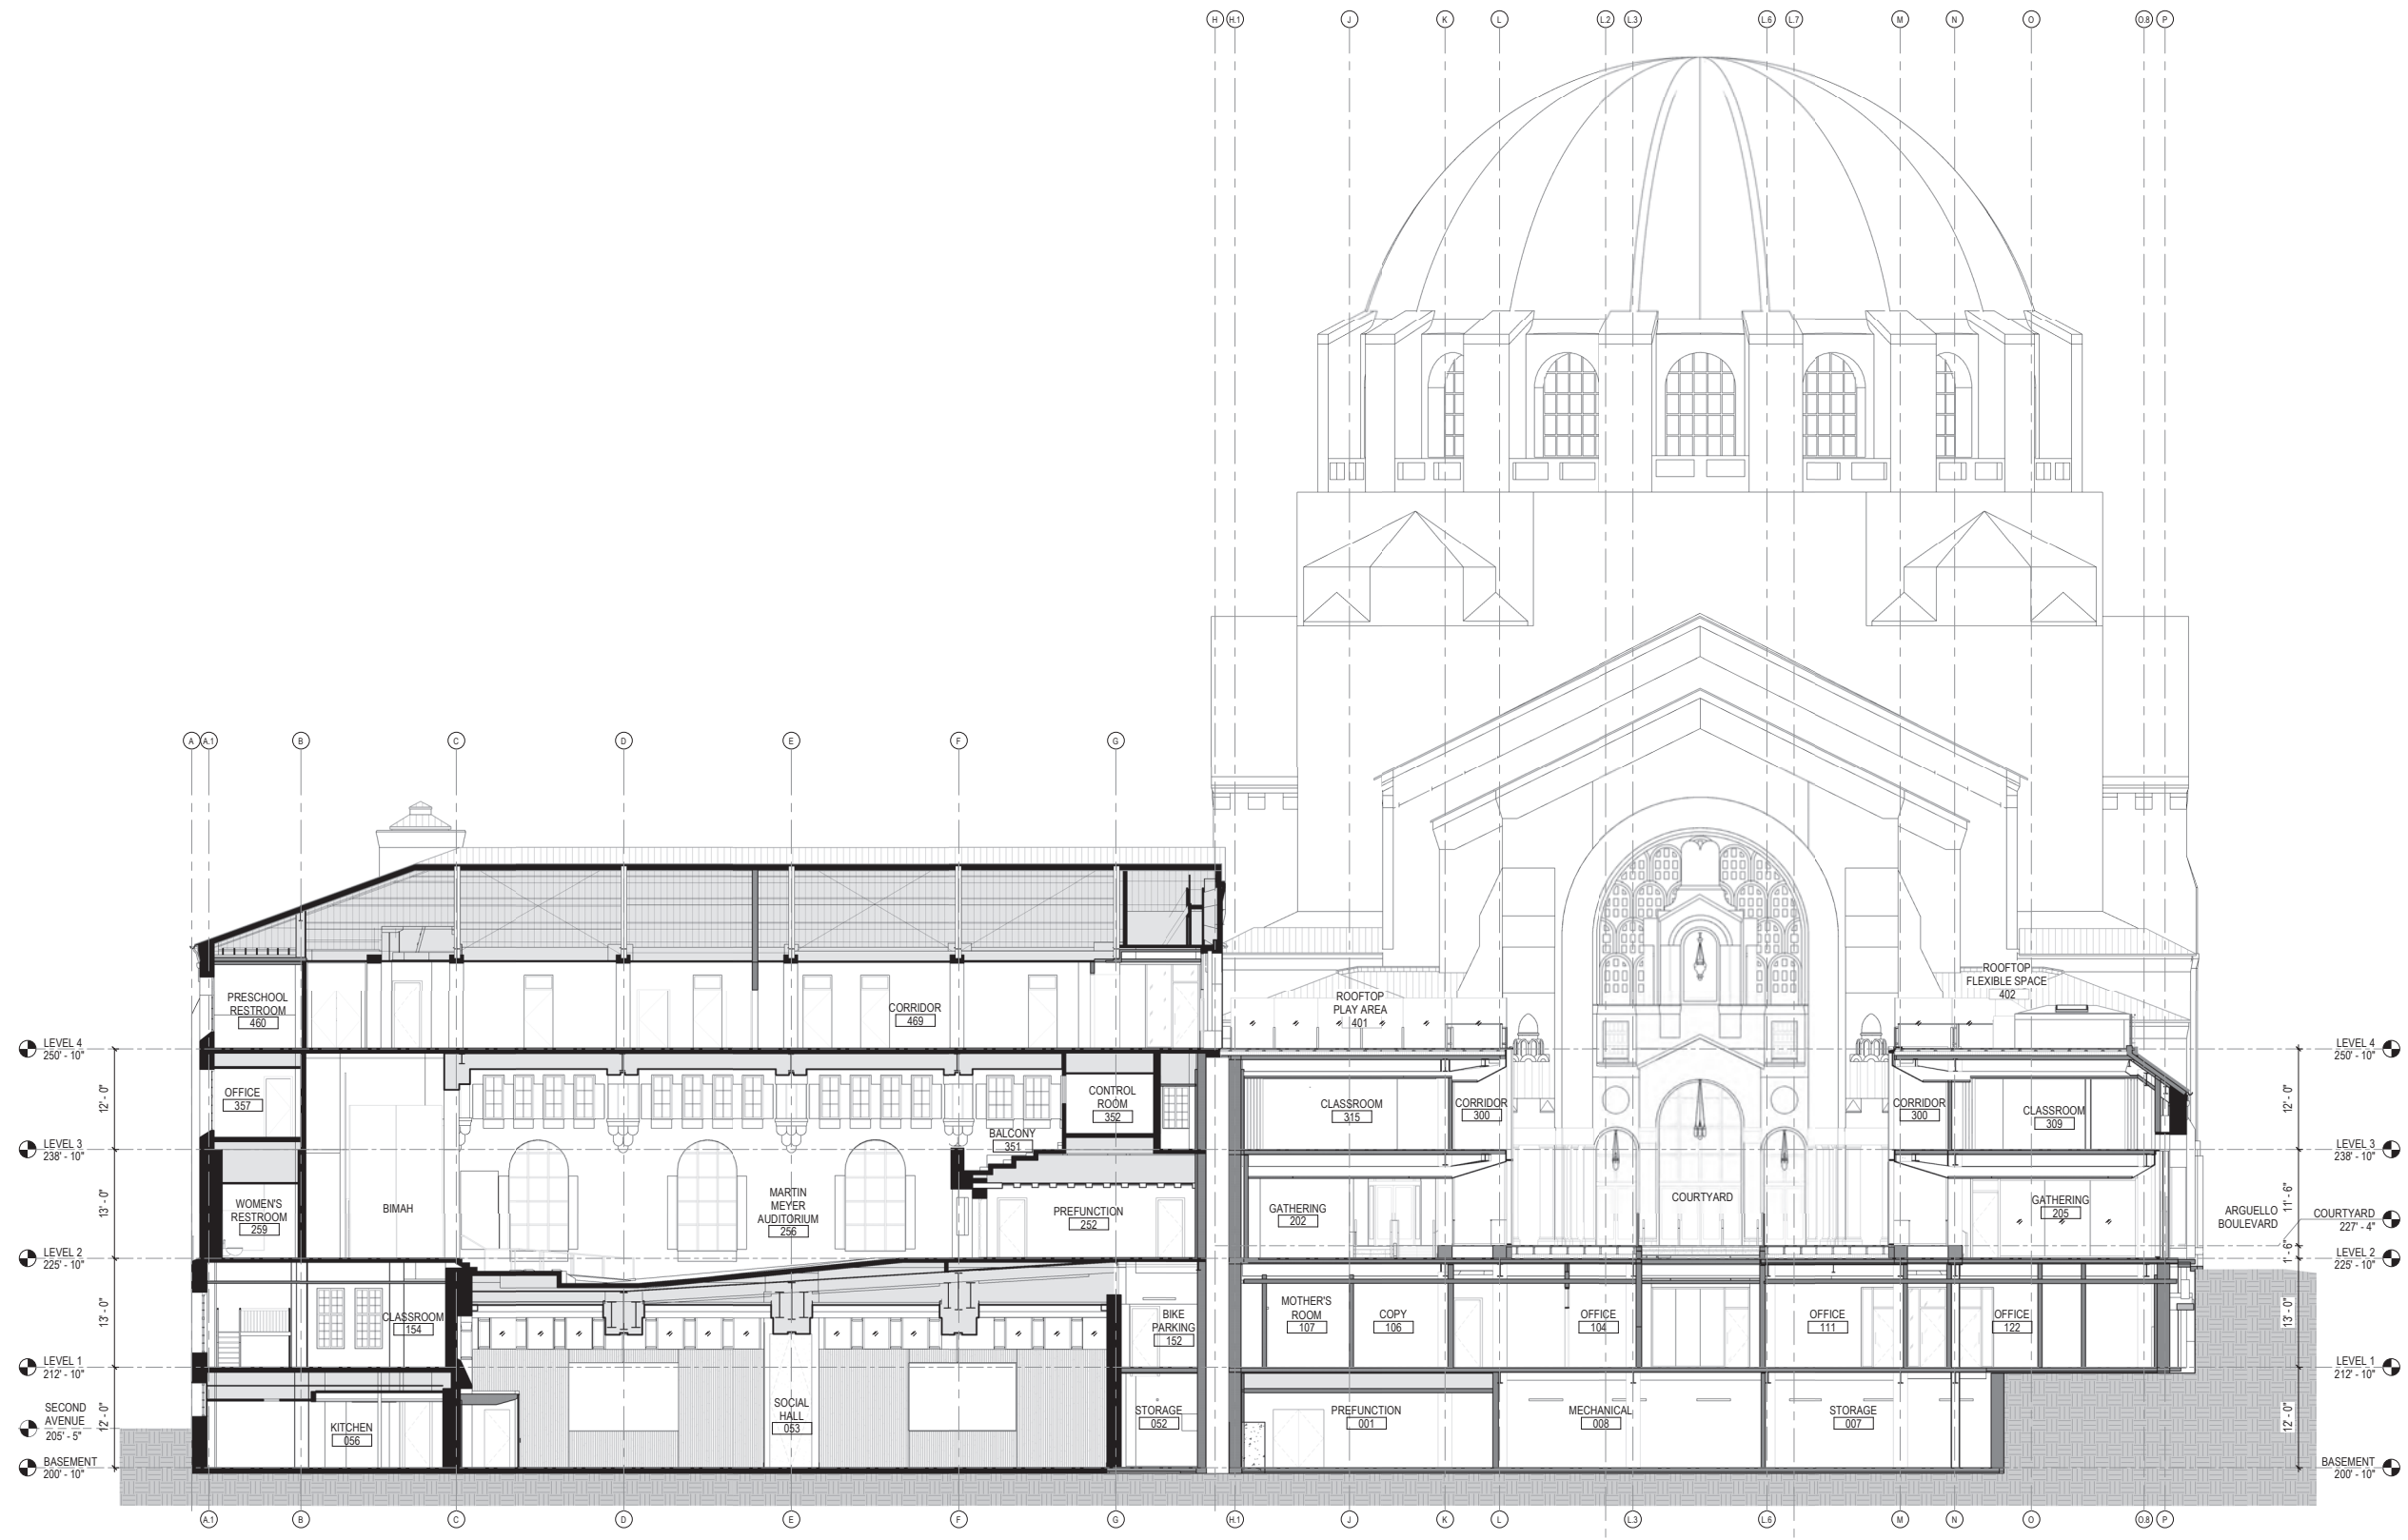 H H.1 J K L L.2 L.3 L.6 L.7 M N O O.8 P
A A.1 B C D E F G
PRESCHOOL
RESTROOM
460
CORRIDOR
469
ROOFTOP
PLAY AREA
401
ROOFTOP
FLEXIBLE SPACE
402
LEVEL 4
250' - 10"
LEVEL 4
250' - 10"
12' - 0"
OFFICE
357
CONTROL
ROOM
352
BALCONY
351
CLASSROOM
315
CORRIDOR
300
CORRIDOR
300
CLASSROOM
309
12' - 0"
LEVEL 3
238' - 10"
LEVEL 3
238' - 10"
13' - 0"
WOMEN'S
RESTROOM
259
BIMAH
MARTIN
MEYER
AUDITORIUM
256
PREFUNCTION
252
GATHERING
202
COURTYARD
GATHERING
205
11' - 6"
ARGUELLO
BOULEVARD
COURTYARD
227' - 4"
1' - 6"
LEVEL 2
225' - 10"
LEVEL 2
225' - 10"
13' - 0"
CLASSROOM
154
BIKE
PARKING
152
MOTHER'S
ROOM
107
COPY
106
OFFICE
104
OFFICE
111
OFFICE
122
13' - 0"
LEVEL 1
212' - 10"
LEVEL 1
212' - 10"
SECOND
AVENUE
205' - 5"
12' - 0"
KITCHEN
056
SOCIAL
HALL
053
STORAGE
052
PREFUNCTION
001
MECHANICAL
008
STORAGE
007
12' - 0"
BASEMENT
200' - 10"
BASEMENT
200' - 10"
A.1 B C D E F G H.1 J K L L.3 L.6 M N O O.8 P